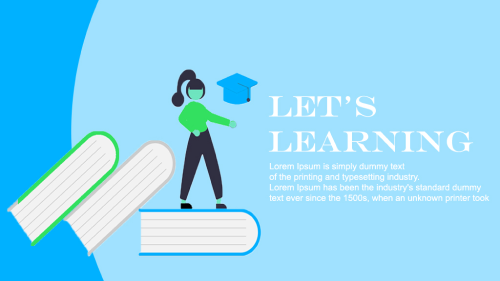 LET'S
LEARNING
Lorem Ipsum is simply dummy text
of the printing and typesetting industry.
Lorem Ipsum has been the industry's standard dummy
text ever since the 1500s, when an unknown printer took